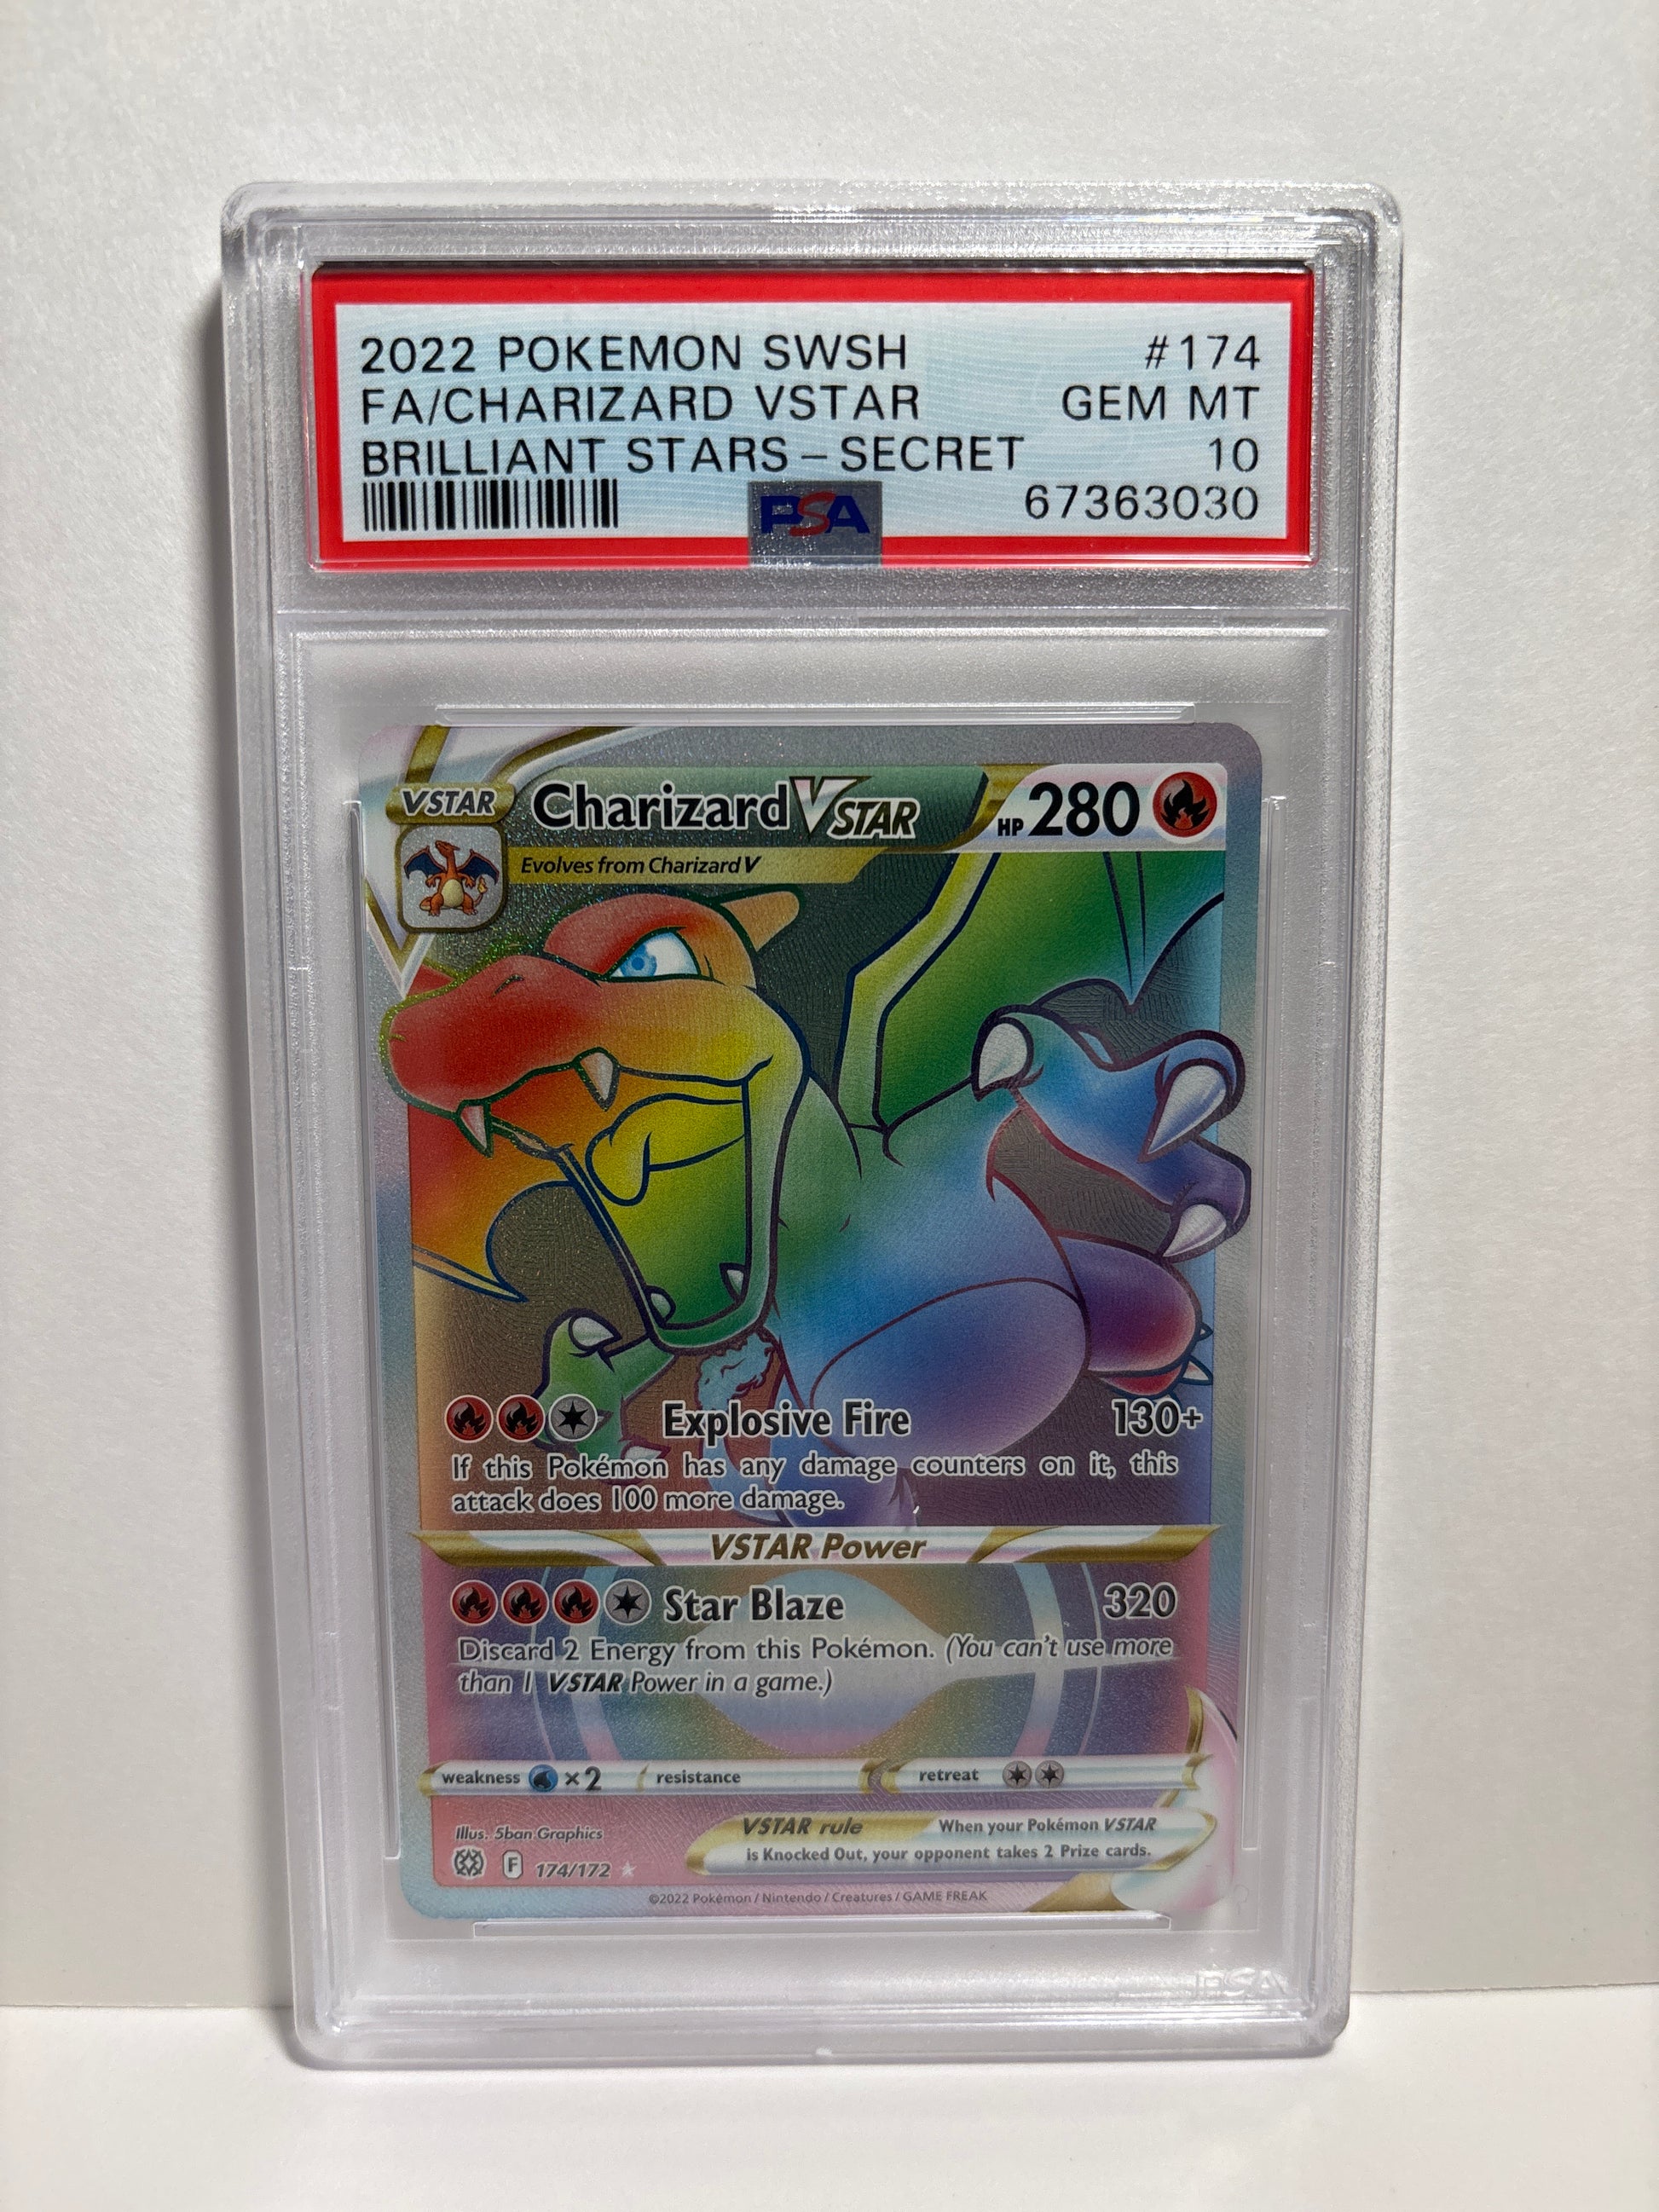 2022 POKEMON SWSH #174
FA/CHARIZARD VSTAR GEM MT
BRILLIANT STARS – SECRET 10
PSA 67363030
VSTAR Charizard VSTAR HP 280
Evolves from Charizard V
Explosive Fire 130+
If this Pokémon has any damage counters on it, this
attack does 100 more damage.
VSTAR Power
Star Blaze 320
Discard 2 Energy from this Pokémon. (You can't use more
than 1 VSTAR Power in a game.)
weakness ×2 resistance retreat
Illus. 5ban Graphics
VSTAR rule When your Pokémon VSTAR
is Knocked Out, your opponent takes 2 Prize cards.
F 174/172
©2022 Pokémon / Nintendo / Creatures / GAME FREAK
PSA